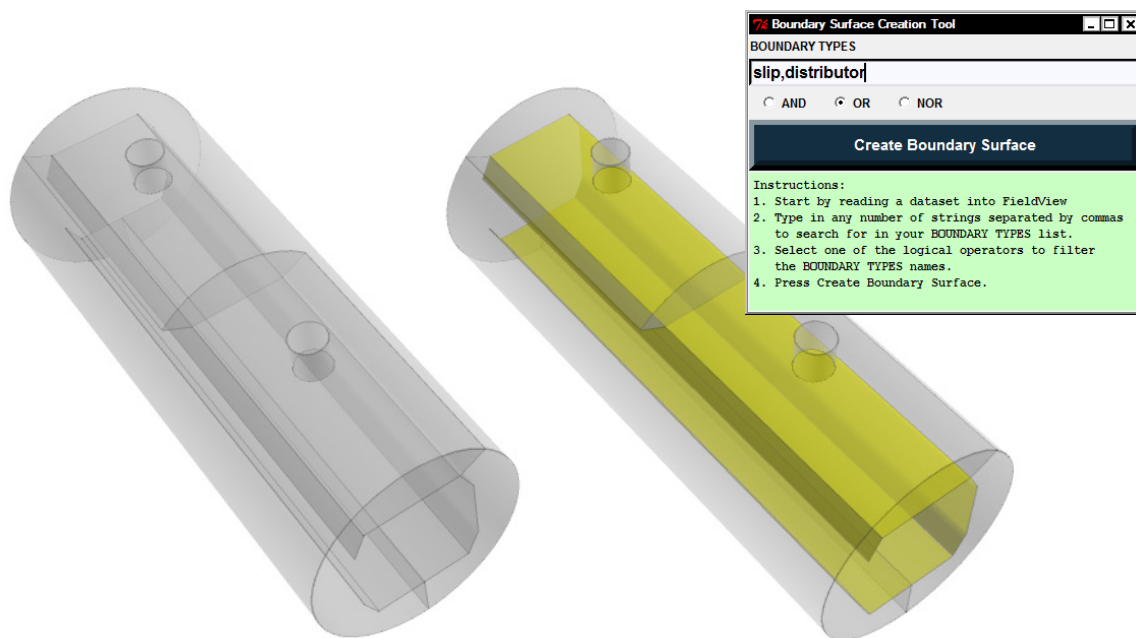 Boundary Surface Creation Tool
BOUNDARY TYPES
slip,distributor
AND OR NOR
Create Boundary Surface
Instructions:
1. Start by reading a dataset into FieldView
2. Type in any number of strings separated by commas
to search for in your BOUNDARY TYPES list.
3. Select one of the logical operators to filter
the BOUNDARY TYPES names.
4. Press Create Boundary Surface.